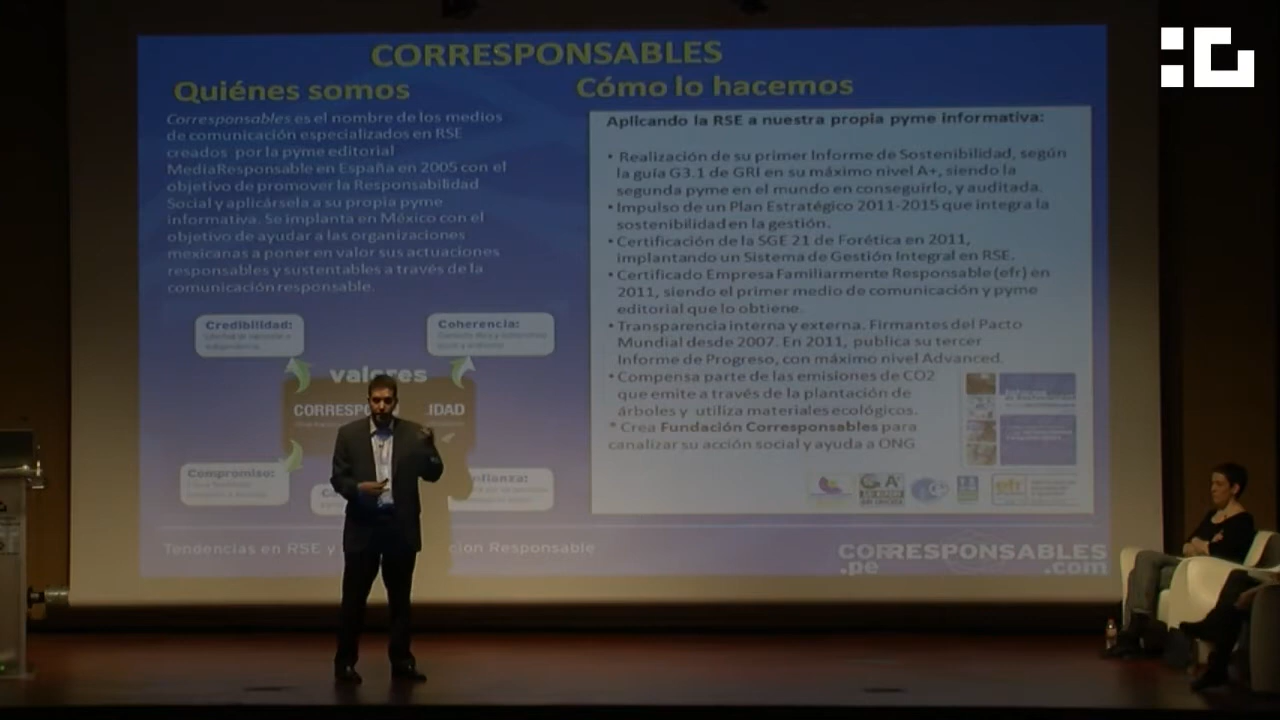 CORRESPONSABLES
Quiénes somos
Corresponsables es el nombre de los medios
de comunicación especializados en RSE
creados por la pyme editorial
MediaResponsable en España en 2005 con el
objetivo de promover la Responsabilidad
Social y aplicársela a su propia pyme
informativa. Se implanta en México con el
objetivo de ayudar a las organizaciones
mexicanas a poner en valor sus actuaciones
responsables y sustentables a través de la
comunicación responsable.
Credibilidad:
Coherencia:
valores
CORRESPO IDAD
Compromiso:
nfianza:
Cómo lo hacemos
Aplicando la RSE a nuestra propia pyme informativa:
• Realización de su primer Informe de Sostenibilidad, según
la guía G3.1 de GRI en su máximo nivel A+, siendo la
segunda pyme en el mundo en conseguirlo, y auditada.
• Impulso de un Plan Estratégico 2011-2015 que integra la
sostenibilidad en la gestión.
• Certificación de la SGE 21 de Forética en 2011,
implantando un Sistema de Gestión Integral en RSE.
• Certificado Empresa Familiarmente Responsable (efr) en
2011, siendo el primer medio de comunicación y pyme
editorial que lo obtiene.
• Transparencia interna y externa. Firmantes del Pacto
Mundial desde 2007. En 2011, publica su tercer
Informe de Progreso, con máximo nivel Advanced.
• Compensa parte de las emisiones de CO2
que emite a través de la plantación de
árboles y utiliza materiales ecológicos.
* Crea Fundación Corresponsables para
canalizar su acción social y ayuda a ONG
efr
Tendencias en RSE y cion Responsable
CORRESPONSABLES
.pe .com